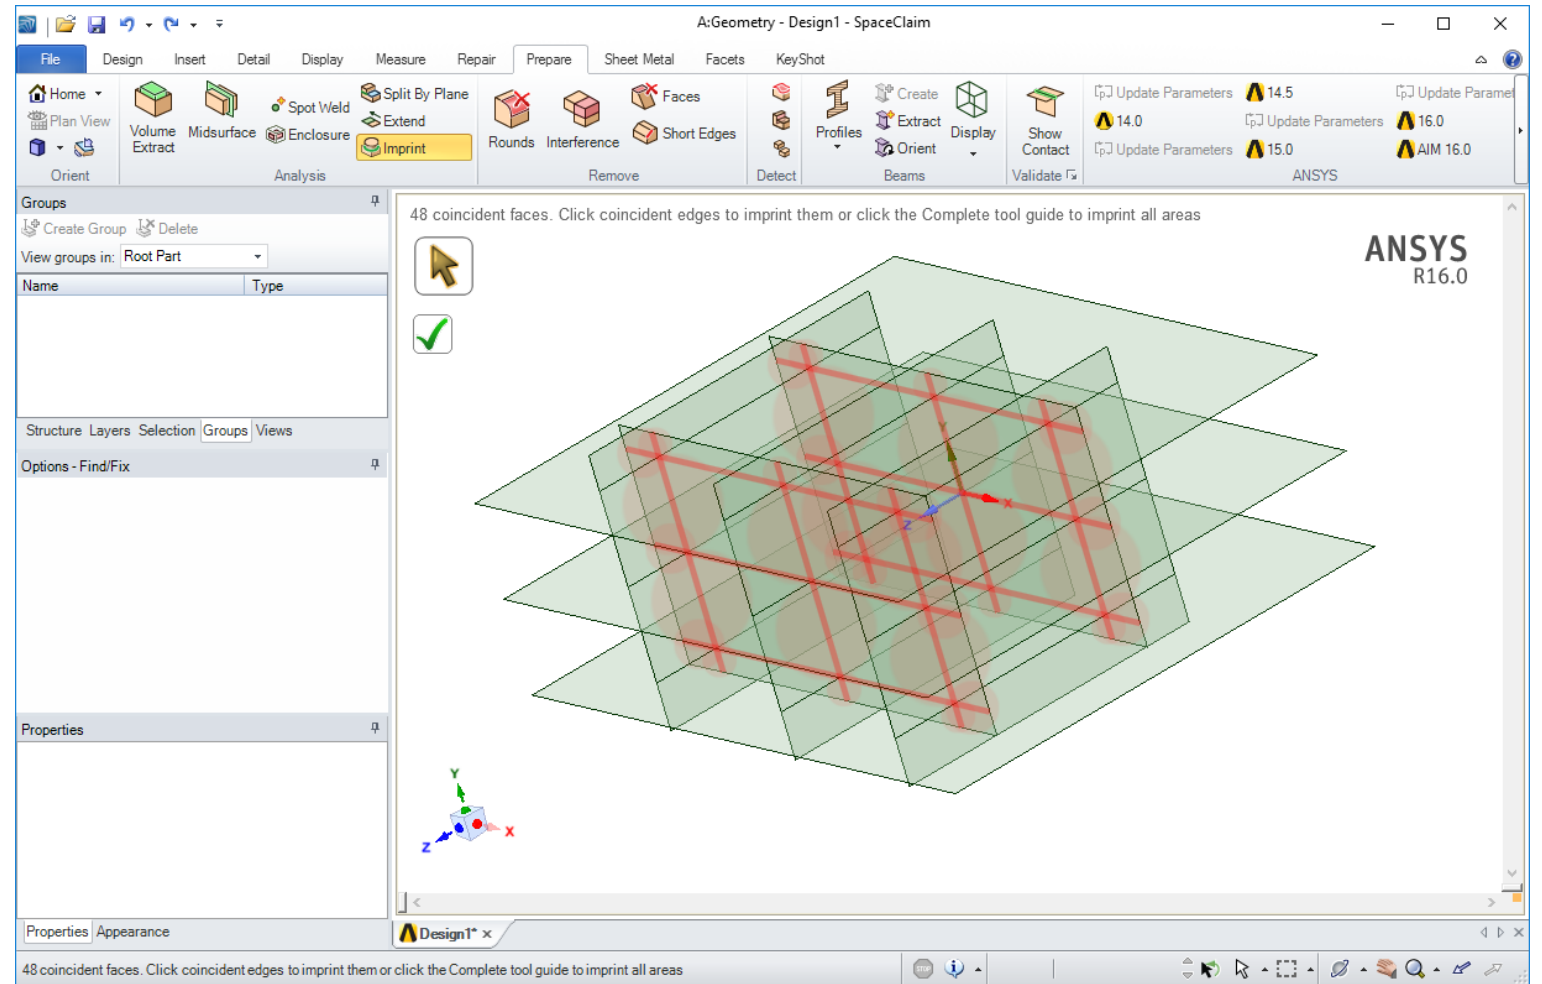 A:Geometry - Design1 - SpaceClaim
File Design Insert Detail Display Measure Repair Prepare Sheet Metal Facets KeyShot
Home
Plan View
Orient
Volume Extract
Midsurface
Spot Weld
Enclosure
Split By Plane
Extend
Imprint
Analysis
Rounds
Interference
Faces
Short Edges
Remove
Detect
Profiles
Create
Extract
Orient
Display
Beams
Show Contact
Validate
Update Parameters 14.5 Update Paramet
14.0 Update Parameters 16.0
Update Parameters 15.0 AIM 16.0
ANSYS
Groups
Create Group Delete
View groups in: Root Part
Name Type
Structure Layers Selection Groups Views
Options - Find/Fix
Properties
Properties Appearance
48 coincident faces. Click coincident edges to imprint them or click the Complete tool guide to imprint all areas
ANSYS
R16.0
Y
X
Z
Y
X
Z
Design1*
48 coincident faces. Click coincident edges to imprint them or click the Complete tool guide to imprint all areas
STOP